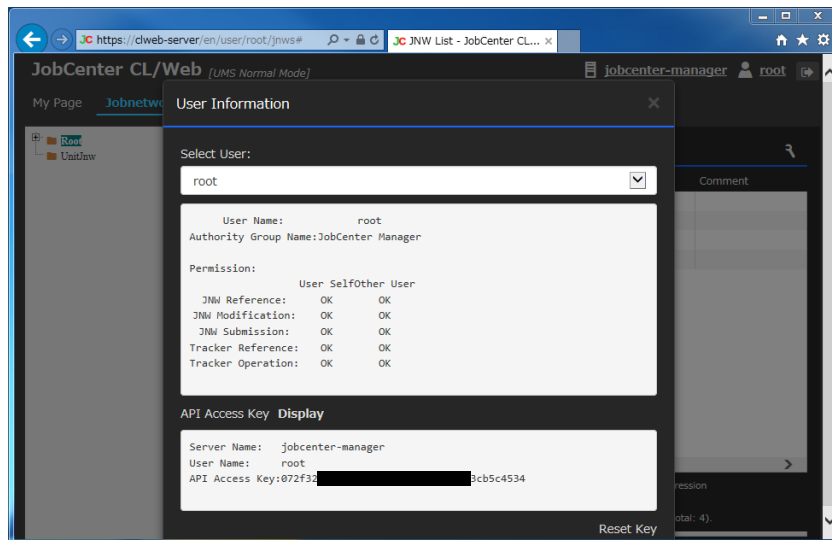 https://clweb-server/en/user/root/jnws#
JC JNW List - JobCenter CL...
JobCenter CL/Web [UMS Normal Mode]
jobcenter-manager root
My Page Jobnetwo
User Information
Root
UnitJnw
Select User:
root
Comment
User Name: root
Authority Group Name:JobCenter Manager
Permission:
User SelfOther User
JNW Reference: OK OK
JNW Modification: OK OK
JNW Submission: OK OK
Tracker Reference: OK OK
Tracker Operation: OK OK
API Access Key Display
Server Name: jobcenter-manager
User Name: root
API Access Key:072f32 3cb5c4534
ression
otal: 4).
Reset Key